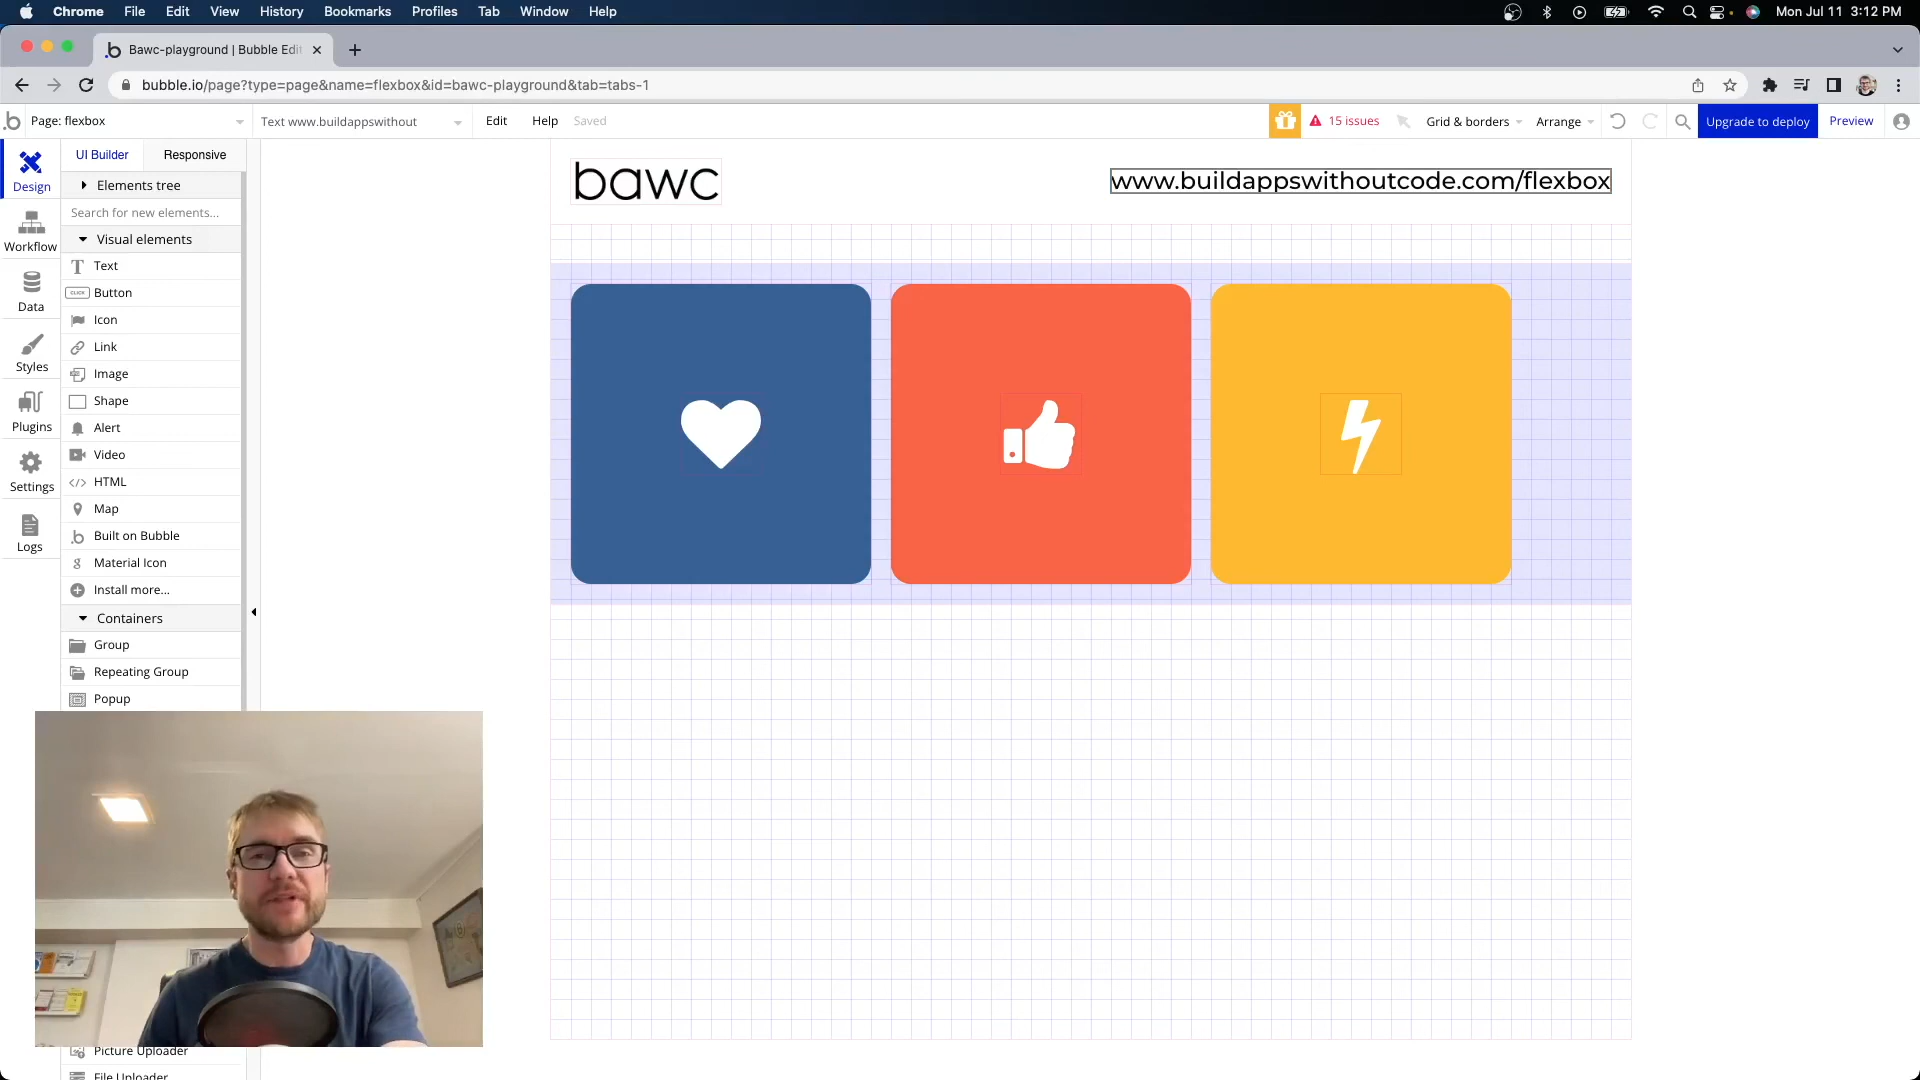 Chrome File Edit View History Bookmarks Profiles Tab Window Help
Mon Jul 11 3:12 PM
Bawc-playground | Bubble Edi
bubble.io/page?type=page&name=flexbox&id=bawc-playground&tab=tabs-1
Page: flexbox
Text www.buildappswithout
Edit Help Saved
15 issues
Grid & borders
Arrange
Upgrade to deploy
Preview
Design
Workflow
Data
Styles
Plugins
Settings
Logs
UI Builder Responsive
Elements tree
Search for new elements...
Visual elements
Text
CLICK Button
Icon
Link
Image
Shape
Alert
Video
HTML
Map
Built on Bubble
Material Icon
Install more...
Containers
Group
Repeating Group
Popup
Picture Uploader
File Uploader
bawc
www.buildappswithoutcode.com/flexbox